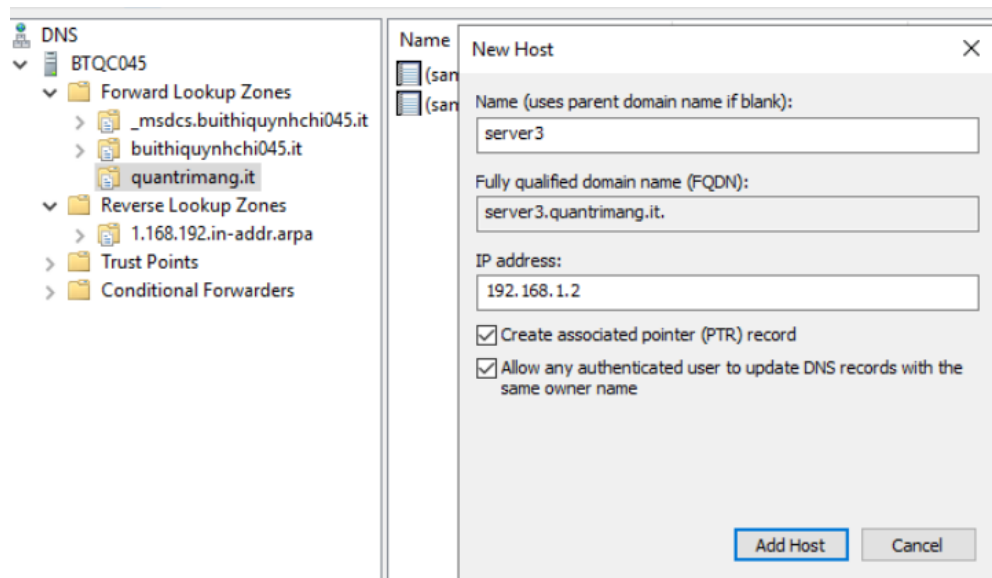 DNS
BTQC045
Forward Lookup Zones
_msdcs.buithiquynhchi045.it
buithiquynhchi045.it
quantrimang.it
Reverse Lookup Zones
1.168.192.in-addr.arpa
Trust Points
Conditional Forwarders
Name
(san
(san
New Host
Name (uses parent domain name if blank):
server3
Fully qualified domain name (FQDN):
server3.quantrimang.it.
IP address:
192.168.1.2
Create associated pointer (PTR) record
Allow any authenticated user to update DNS records with the
same owner name
Add Host
Cancel